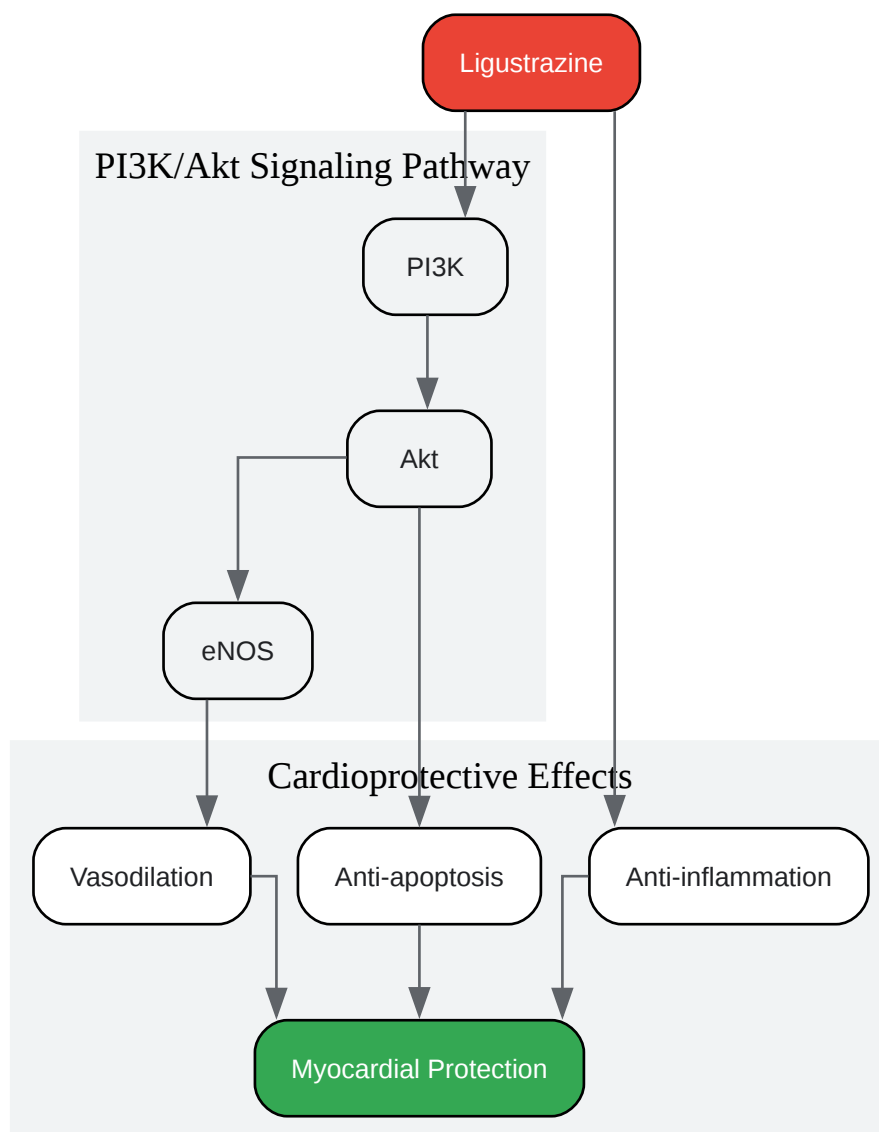 Ligustrazine
PI3K/Akt Signaling Pathway
PI3K
Akt
eNOS
Cardioprotective Effects
Vasodilation
Anti-apoptosis
Anti-inflammation
Myocardial Protection